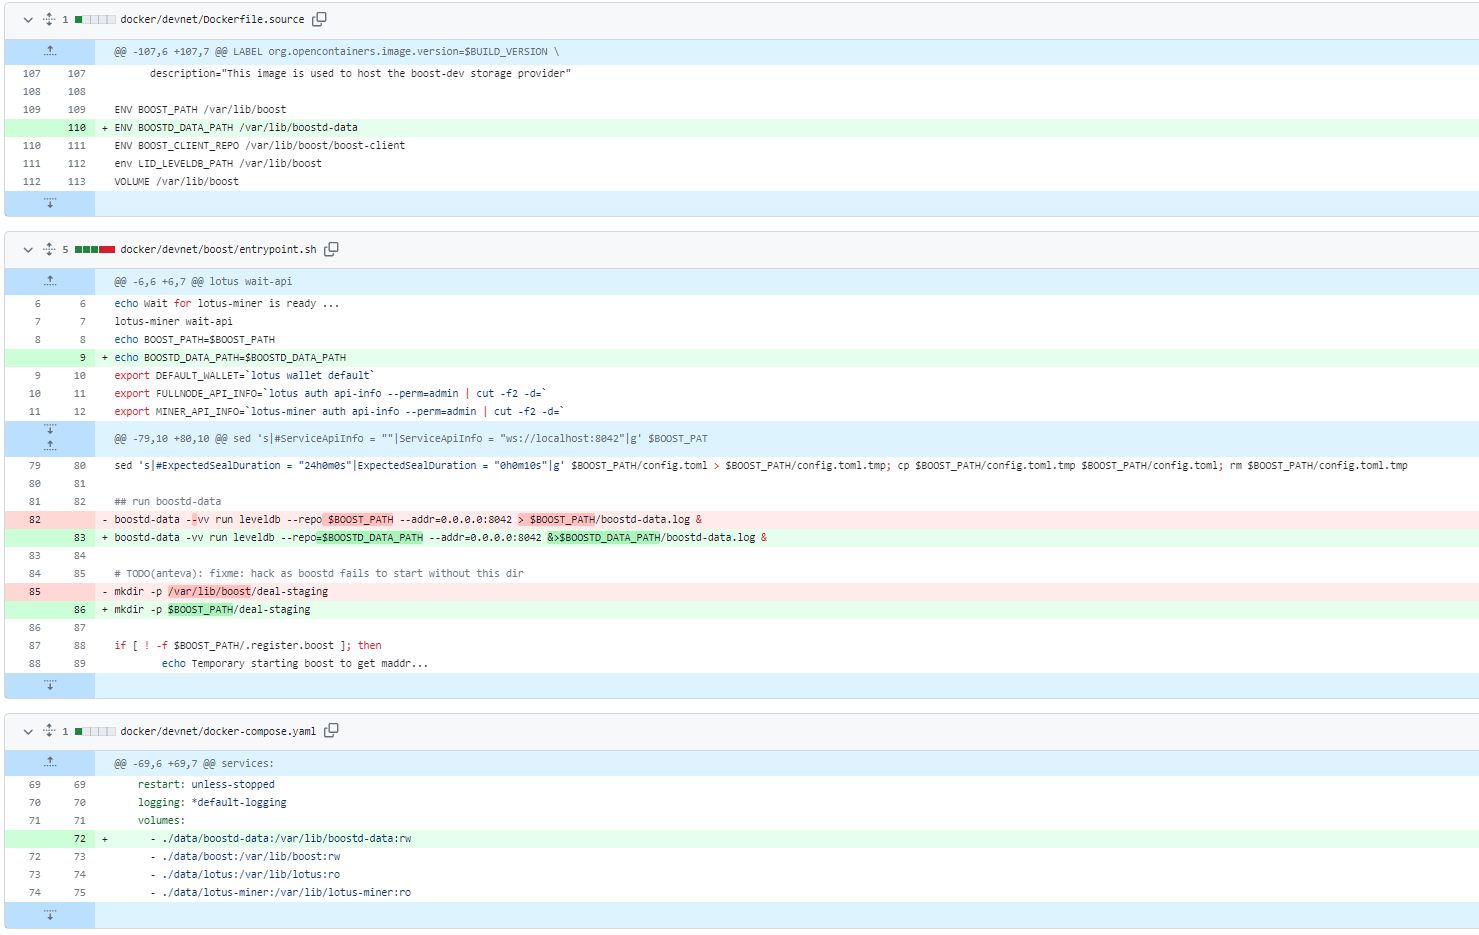 1 docker/devnet/Dockerfile.source
@@ -107,6 +107,7 @@ LABEL org.opencontainers.image.version=$BUILD_VERSION \
107 107 description="This image is used to host the boost-dev storage provider"
108 108
109 109 ENV BOOST_PATH /var/lib/boost
110 + ENV BOOSTD_DATA_PATH /var/lib/boostd-data
110 111 ENV BOOST_CLIENT_REPO /var/lib/boost/boost-client
111 112 env LID_LEVELDB_PATH /var/lib/boost
112 113 VOLUME /var/lib/boost
5 docker/devnet/boost/entrypoint.sh
@@ -6,6 +6,7 @@ lotus wait-api
6 6 echo Wait for lotus-miner is ready ...
7 7 lotus-miner wait-api
8 8 echo BOOST_PATH=$BOOST_PATH
9 + echo BOOSTD_DATA_PATH=$BOOSTD_DATA_PATH
9 10 export DEFAULT_WALLET=`lotus wallet default`
10 11 export FULLNODE_API_INFO=`lotus auth api-info --perm=admin | cut -f2 -d=`
11 12 export MINER_API_INFO=`lotus-miner auth api-info --perm=admin | cut -f2 -d=`
@@ -79,10 +80,10 @@ sed 's|#ServiceApiInfo = ""|ServiceApiInfo = "ws://localhost:8042"|g' $BOOST_PAT
79 80 sed 's|#ExpectedSealDuration = "24h0m0s"|ExpectedSealDuration = "0h0m10s"|g' $BOOST_PATH/config.toml > $BOOST_PATH/config.toml.tmp; cp $BOOST_PATH/config.toml.tmp $BOOST_PATH/config.toml; rm $BOOST_PATH/config.toml.tmp
80 81
81 82 ## run boostd-data
82 - boostd-data --vv run leveldb --repo $BOOST_PATH --addr=0.0.0.0:8042 > $BOOST_PATH/boostd-data.log &
83 + boostd-data -vv run leveldb --repo=$BOOSTD_DATA_PATH --addr=0.0.0.0:8042 &>$BOOSTD_DATA_PATH/boostd-data.log &
83 84
84 85 # TODO(anteva): fixme: hack as boostd fails to start without this dir
85 - mkdir -p /var/lib/boost/deal-staging
86 + mkdir -p $BOOST_PATH/deal-staging
86 87
87 88 if [ ! -f $BOOST_PATH/.register.boost ]; then
88 89 echo Temporary starting boost to get maddr...
1 docker/devnet/docker-compose.yaml
@@ -69,6 +69,7 @@ services:
69 69 restart: unless-stopped
70 70 logging: *default-logging
71 71 volumes:
72 + - ./data/boostd-data:/var/lib/boostd-data:rw
72 73 - ./data/boost:/var/lib/boost:rw
73 74 - ./data/lotus:/var/lib/lotus:ro
74 75 - ./data/lotus-miner:/var/lib/lotus-miner:ro